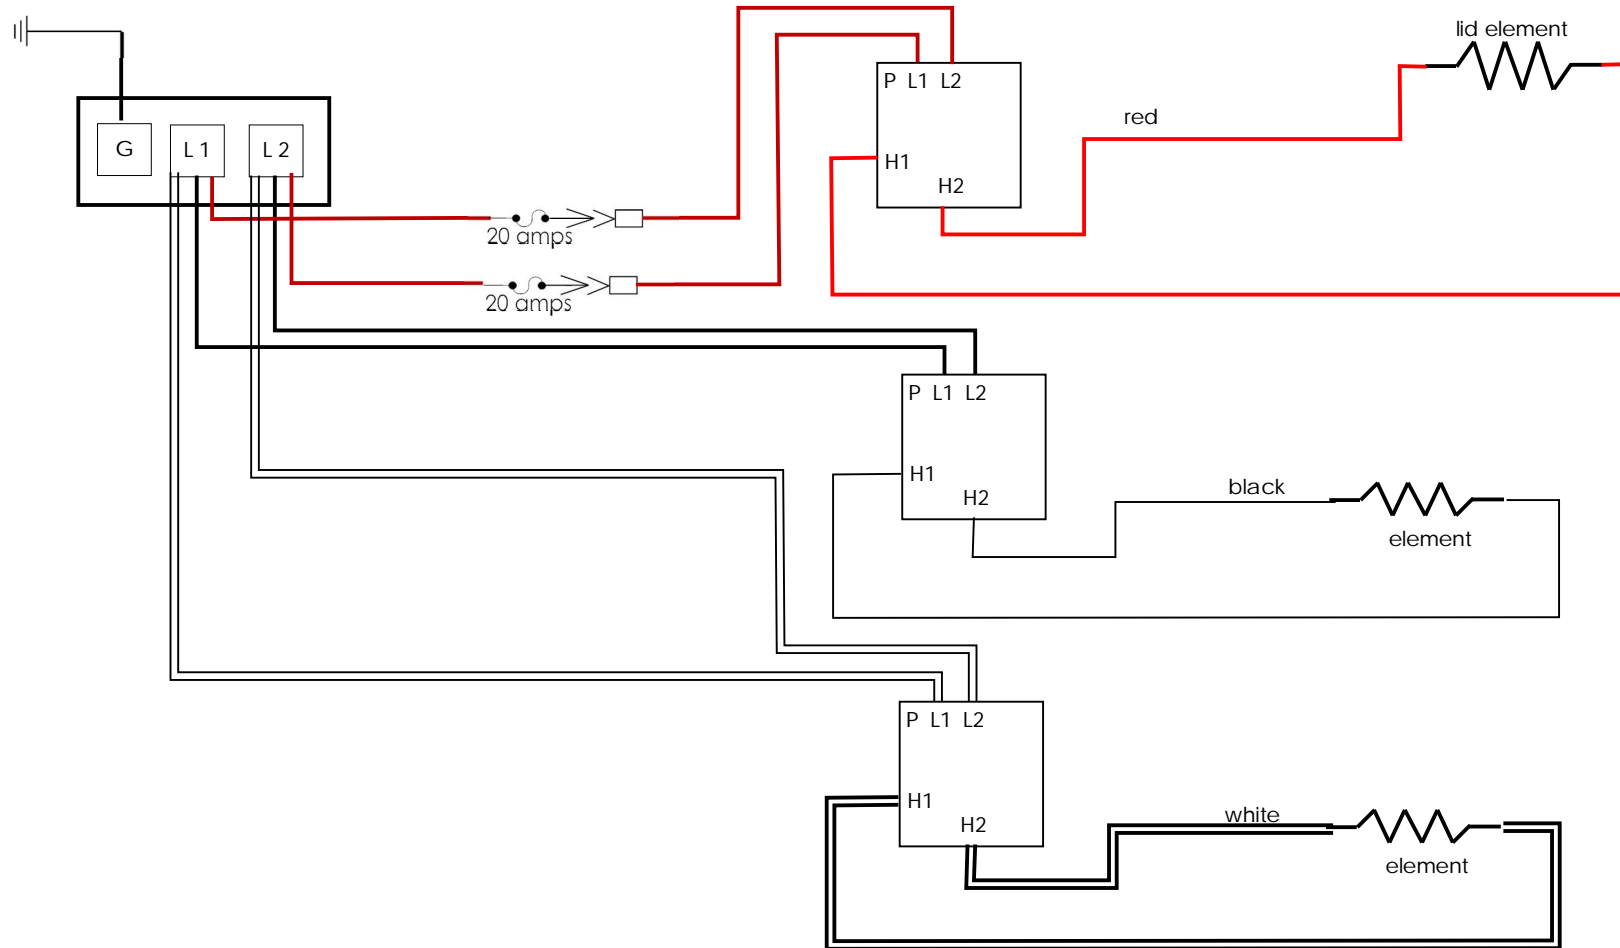 lid element
P L1 L2
red
G
L 1
L 2
H1
H2
20 amps
20 amps
P L1 L2
H1
H2
black
element
P L1 L2
H1
H2
white
element